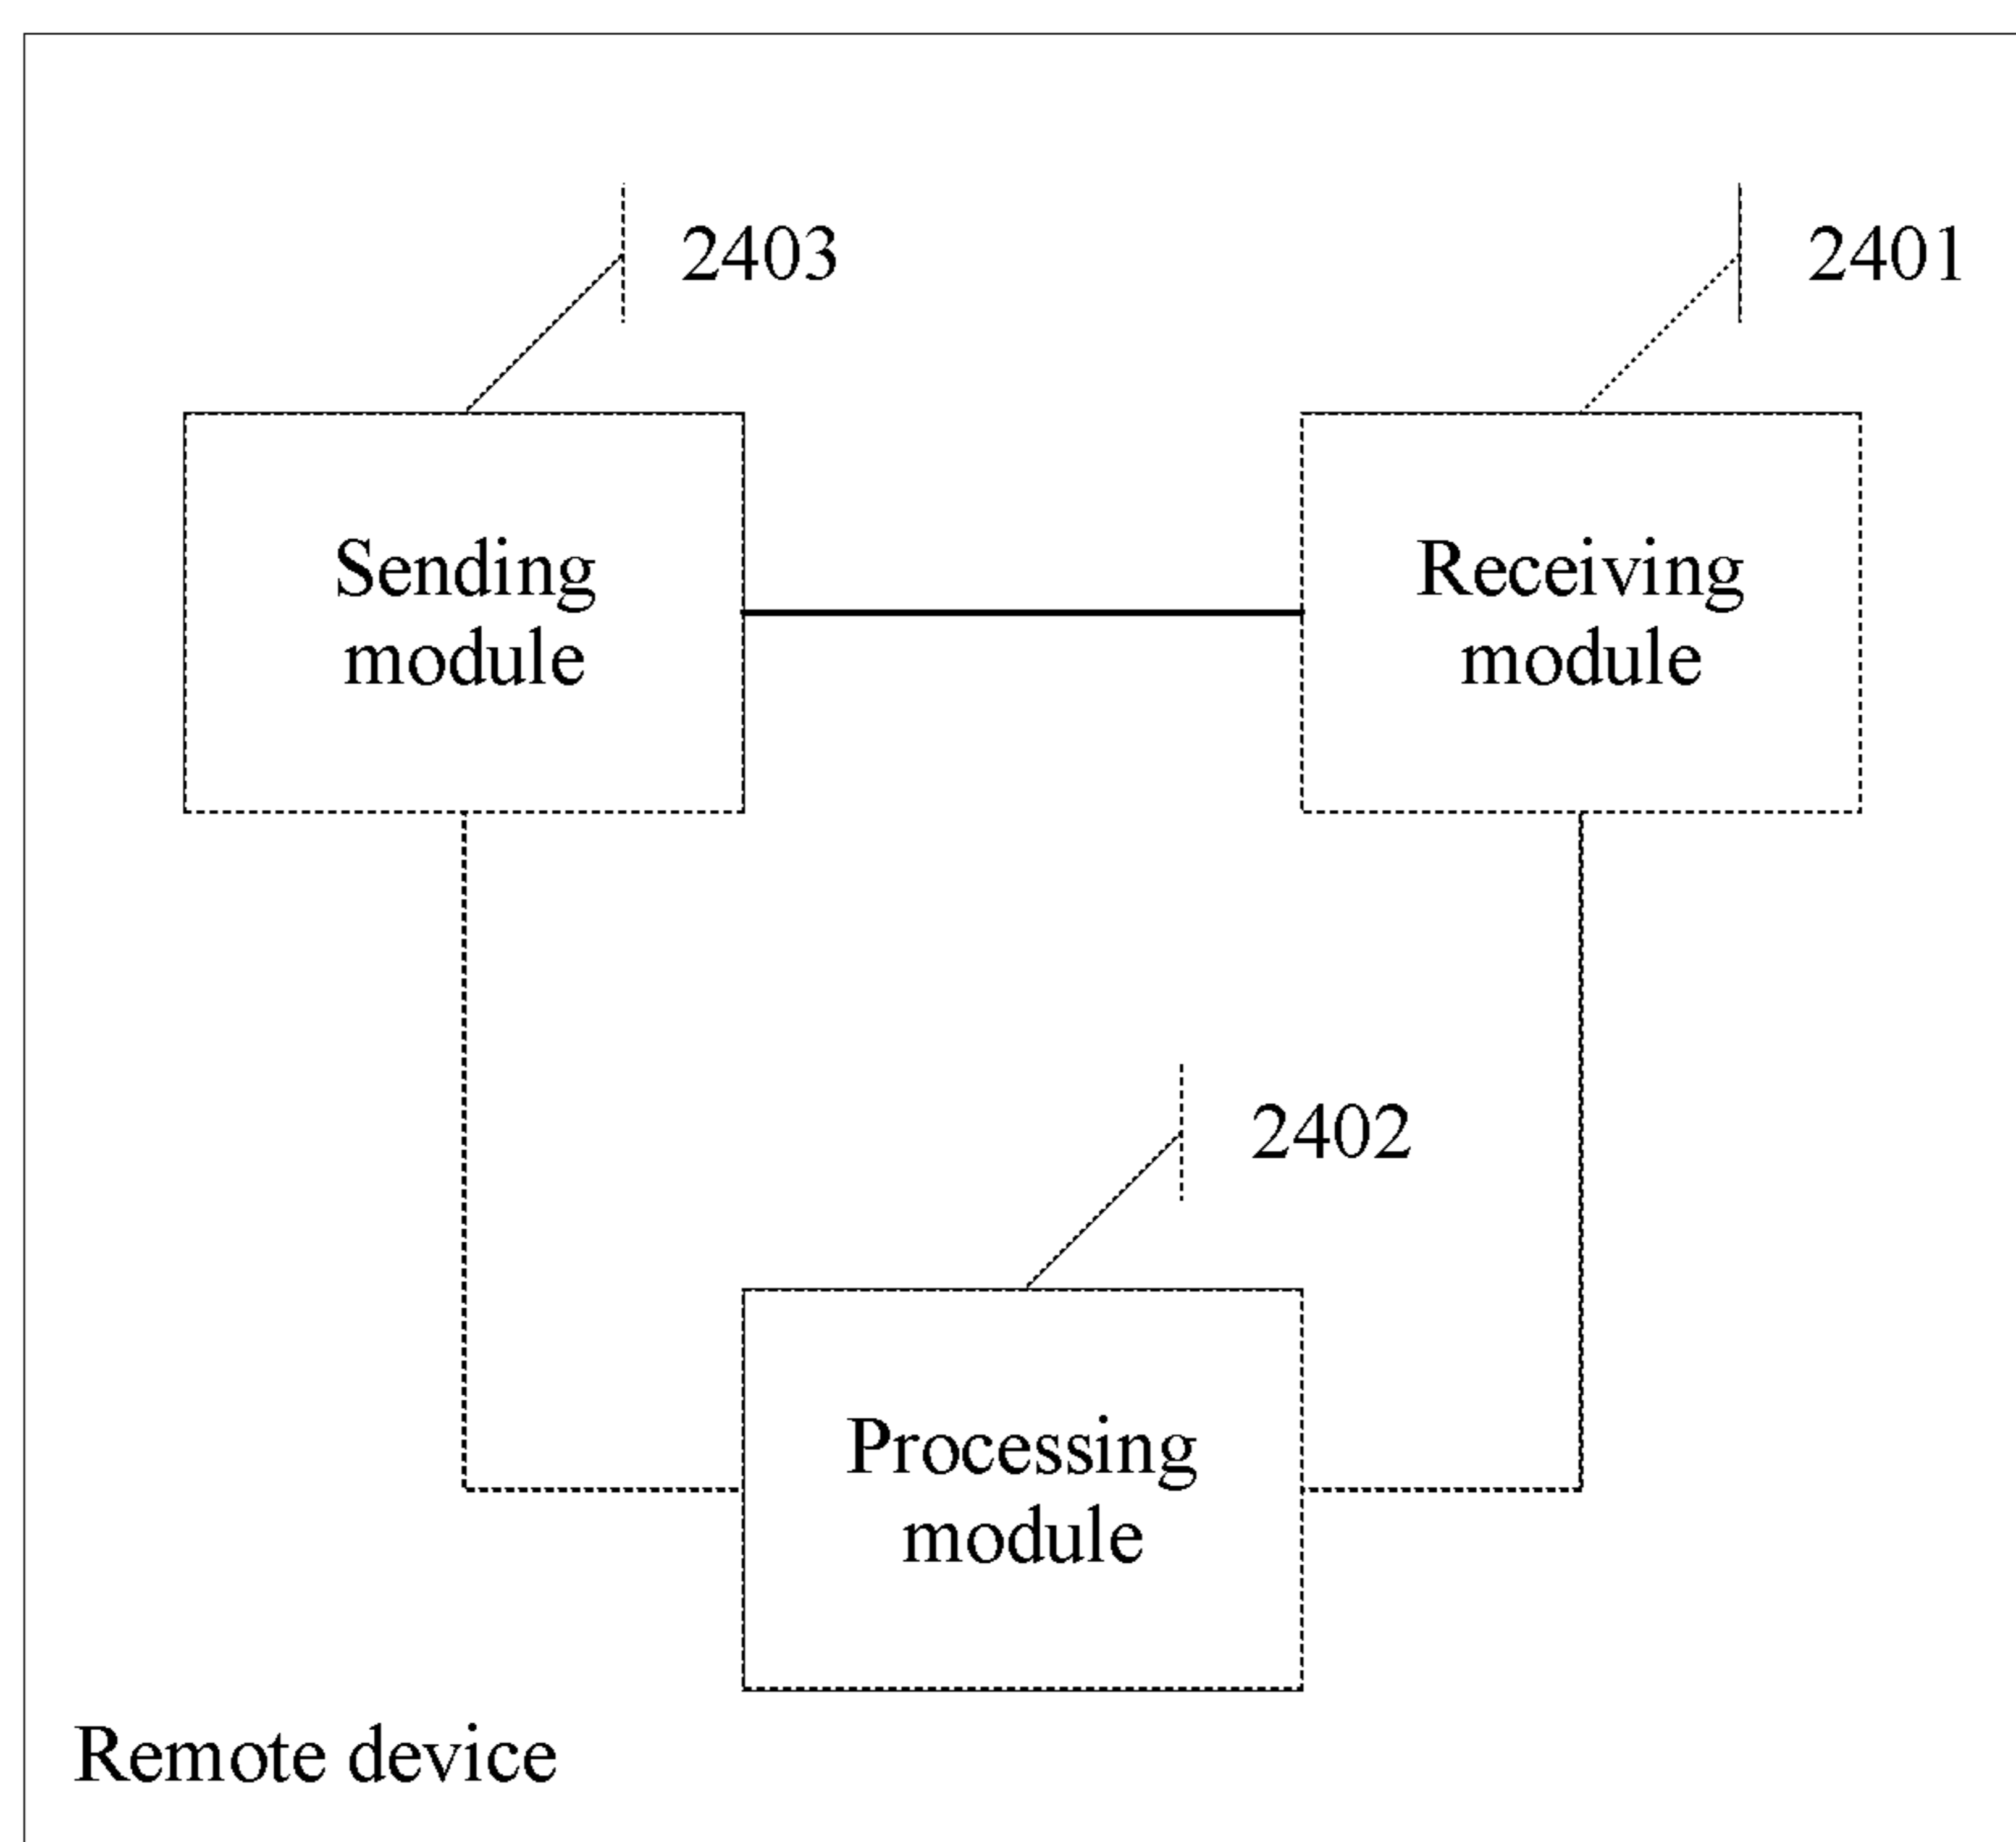 2403
2401
Sending
module
Receiving
module
2402
Processing
module
Remote device